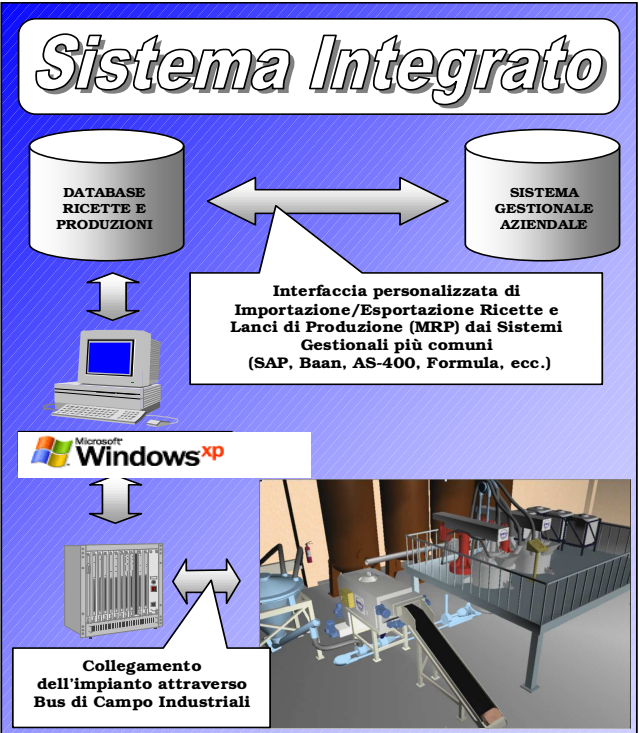 Sistema Integrato
DATABASE
RICETTE E
PRODUZIONI
SISTEMA
GESTIONALE
AZIENDALE
Interfaccia personalizzata di
Importazione/Esportazione Ricette e
Lanci di Produzione (MRP) dai Sistemi
Gestionali più comuni
(SAP, Baan, AS-400, Formula, ecc.)
Microsoft
Windows xp
Collegamento
dell'impianto attraverso
Bus di Campo Industriali